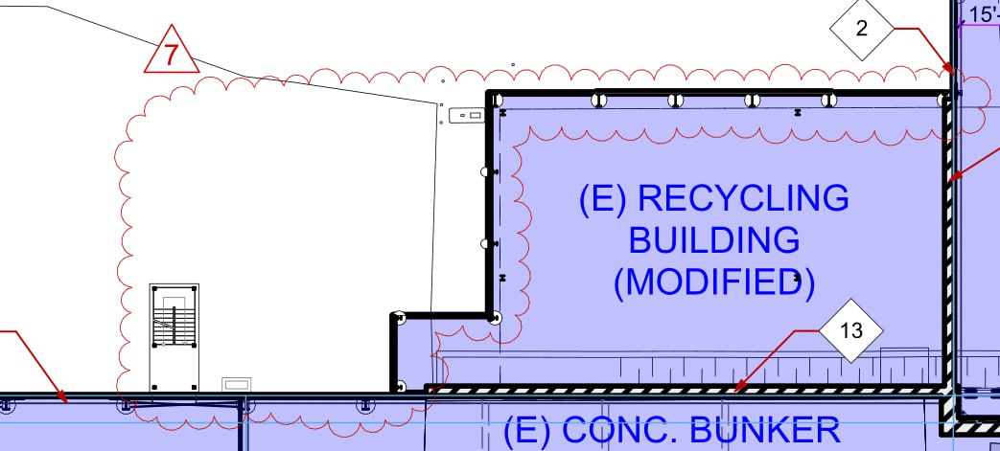 2
15'-
7
(E) RECYCLING
BUILDING
(MODIFIED)
13
(E) CONC. BUNKER